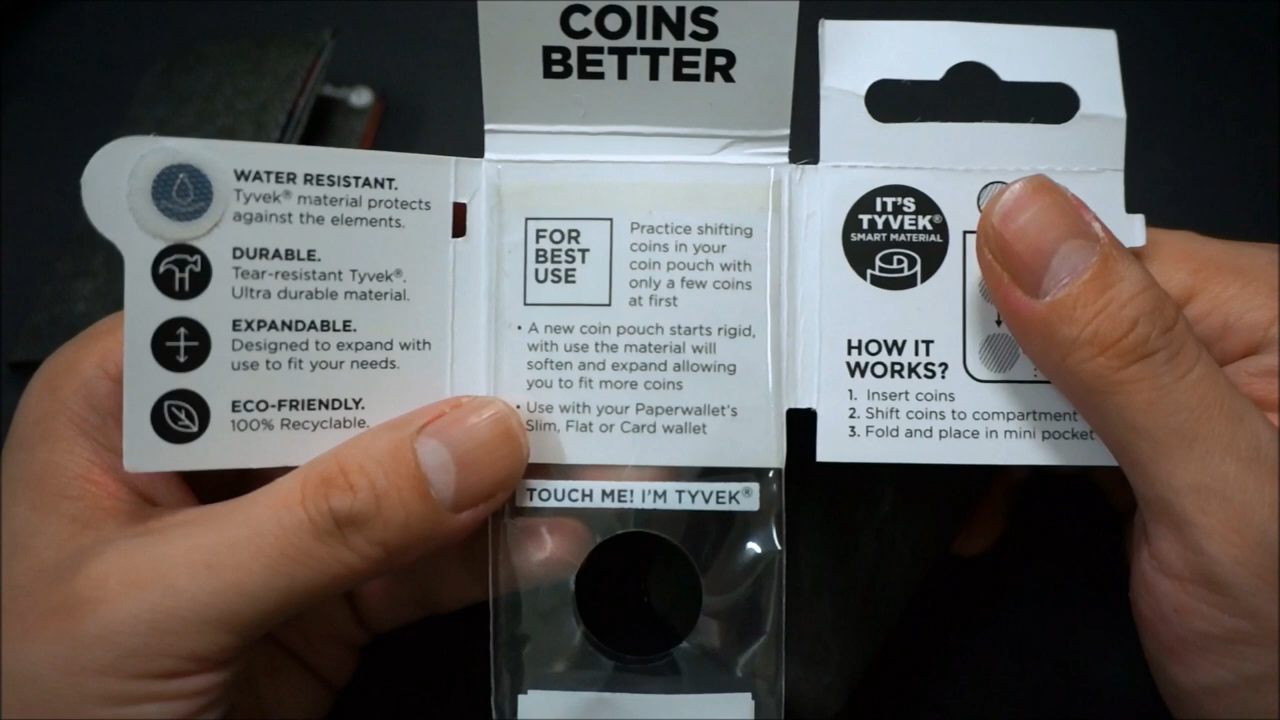 COINS
BETTER
WATER RESISTANT.
Tyvek® material protects
against the elements.
DURABLE.
Tear-resistant Tyvek®.
Ultra durable material.
EXPANDABLE.
Designed to expand with
use to fit your needs.
ECO-FRIENDLY.
100% Recyclable.
FOR
BEST
USE
Practice shifting
coins in your
coin pouch with
only a few coins
at first
• A new coin pouch starts rigid,
with use the material will
soften and expand allowing
you to fit more coins
• Use with your Paperwallet's
Slim, Flat or Card wallet
TOUCH ME! I'M TYVEK®
IT'S
TYVEK®
SMART MATERIAL
HOW IT
WORKS?
1. Insert coins
2. Shift coins to compartment
3. Fold and place in mini pocket